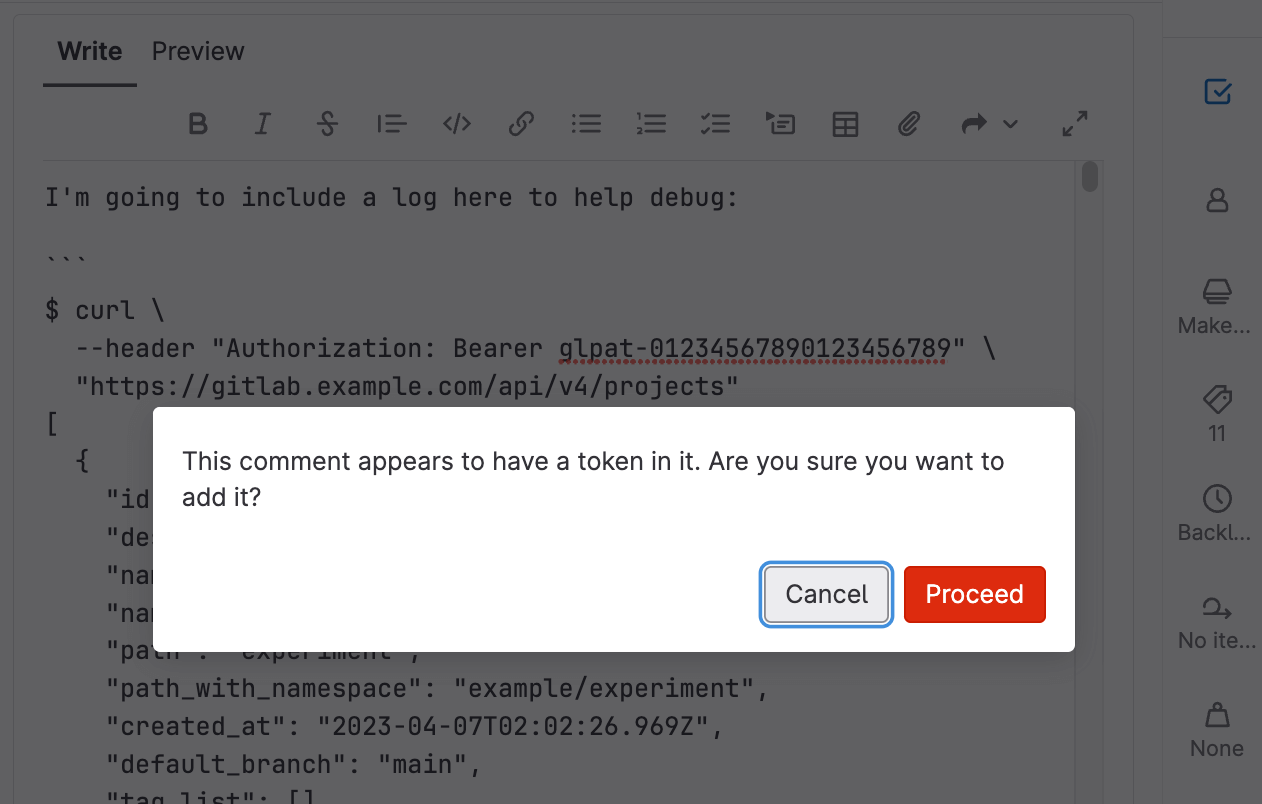 Write Preview
I'm going to include a log here to help debug:
```
$ curl \
--header "Authorization: Bearer glpat-01234567890123456789" \
"https://gitlab.example.com/api/v4/projects"
[
{
"id
"des
"nam
"nam
This comment appears to have a token in it. Are you sure you want to
add it?
Cancel Proceed
"path": "experiment",
"path_with_namespace": "example/experiment",
"created_at": "2023-04-07T02:02:26.969Z",
"default_branch": "main",
"tag_list": []
Make...
11
Backl...
No ite...
None